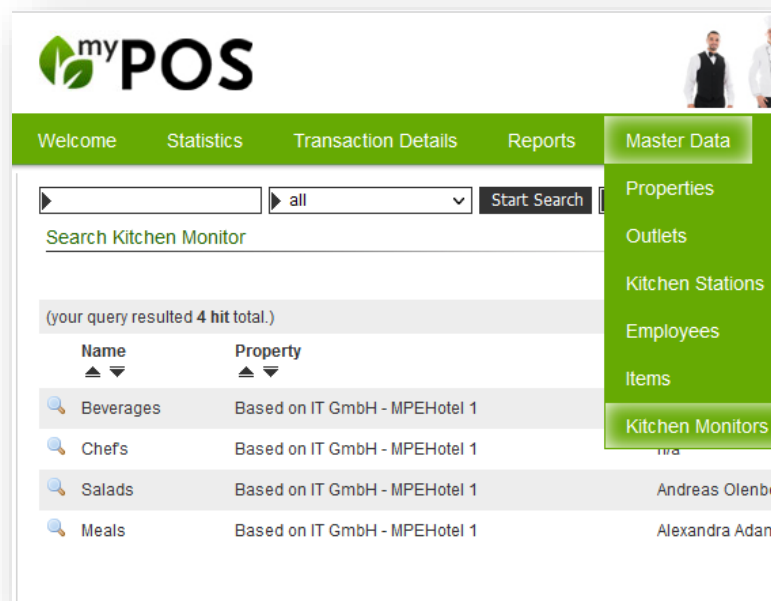 myPOS
Welcome Statistics Transaction Details Reports Master Data
Properties
all Start Search
Outlets
Search Kitchen Monitor
Kitchen Stations
(your query resulted 4 hit total.)
Employees
Name Property
Items
Beverages Based on IT GmbH - MPEHotel 1
Kitchen Monitors
Chef's Based on IT GmbH - MPEHotel 1 n/a
Salads Based on IT GmbH - MPEHotel 1 Andreas
Meals Based on IT GmbH - MPEHotel 1 Alexandra